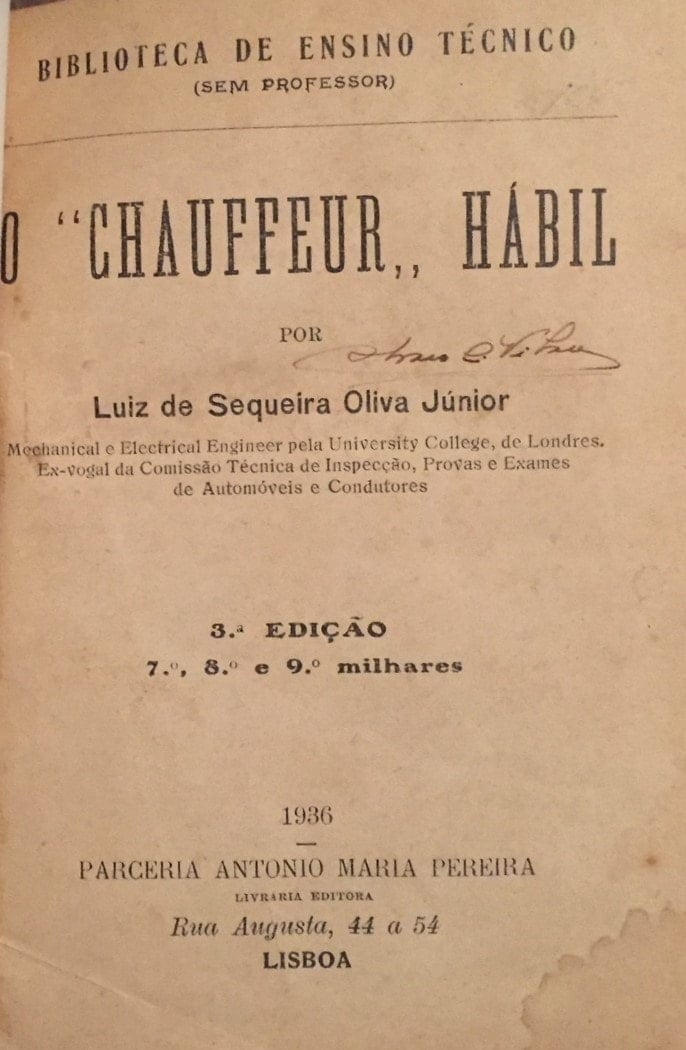 BIBLIOTECA DE ENSINO TÉCNICO
(SEM PROFESSOR)
O “CHAUFFEUR„ HÁBIL
POR
Luiz de Sequeira Oliva Júnior
Mechanical e Electrical Engineer pela University College, de Londres.
Ex-vogal da Comissão Técnica de Inspecção, Provas e Exames
de Automóveis e Condutores
3.ª EDIÇÃO
7.º, 8.º e 9.º milhares
1936
PARCERIA ANTONIO MARIA PEREIRA
LIVRARIA EDITORA
Rua Augusta, 44 a 54
LISBOA